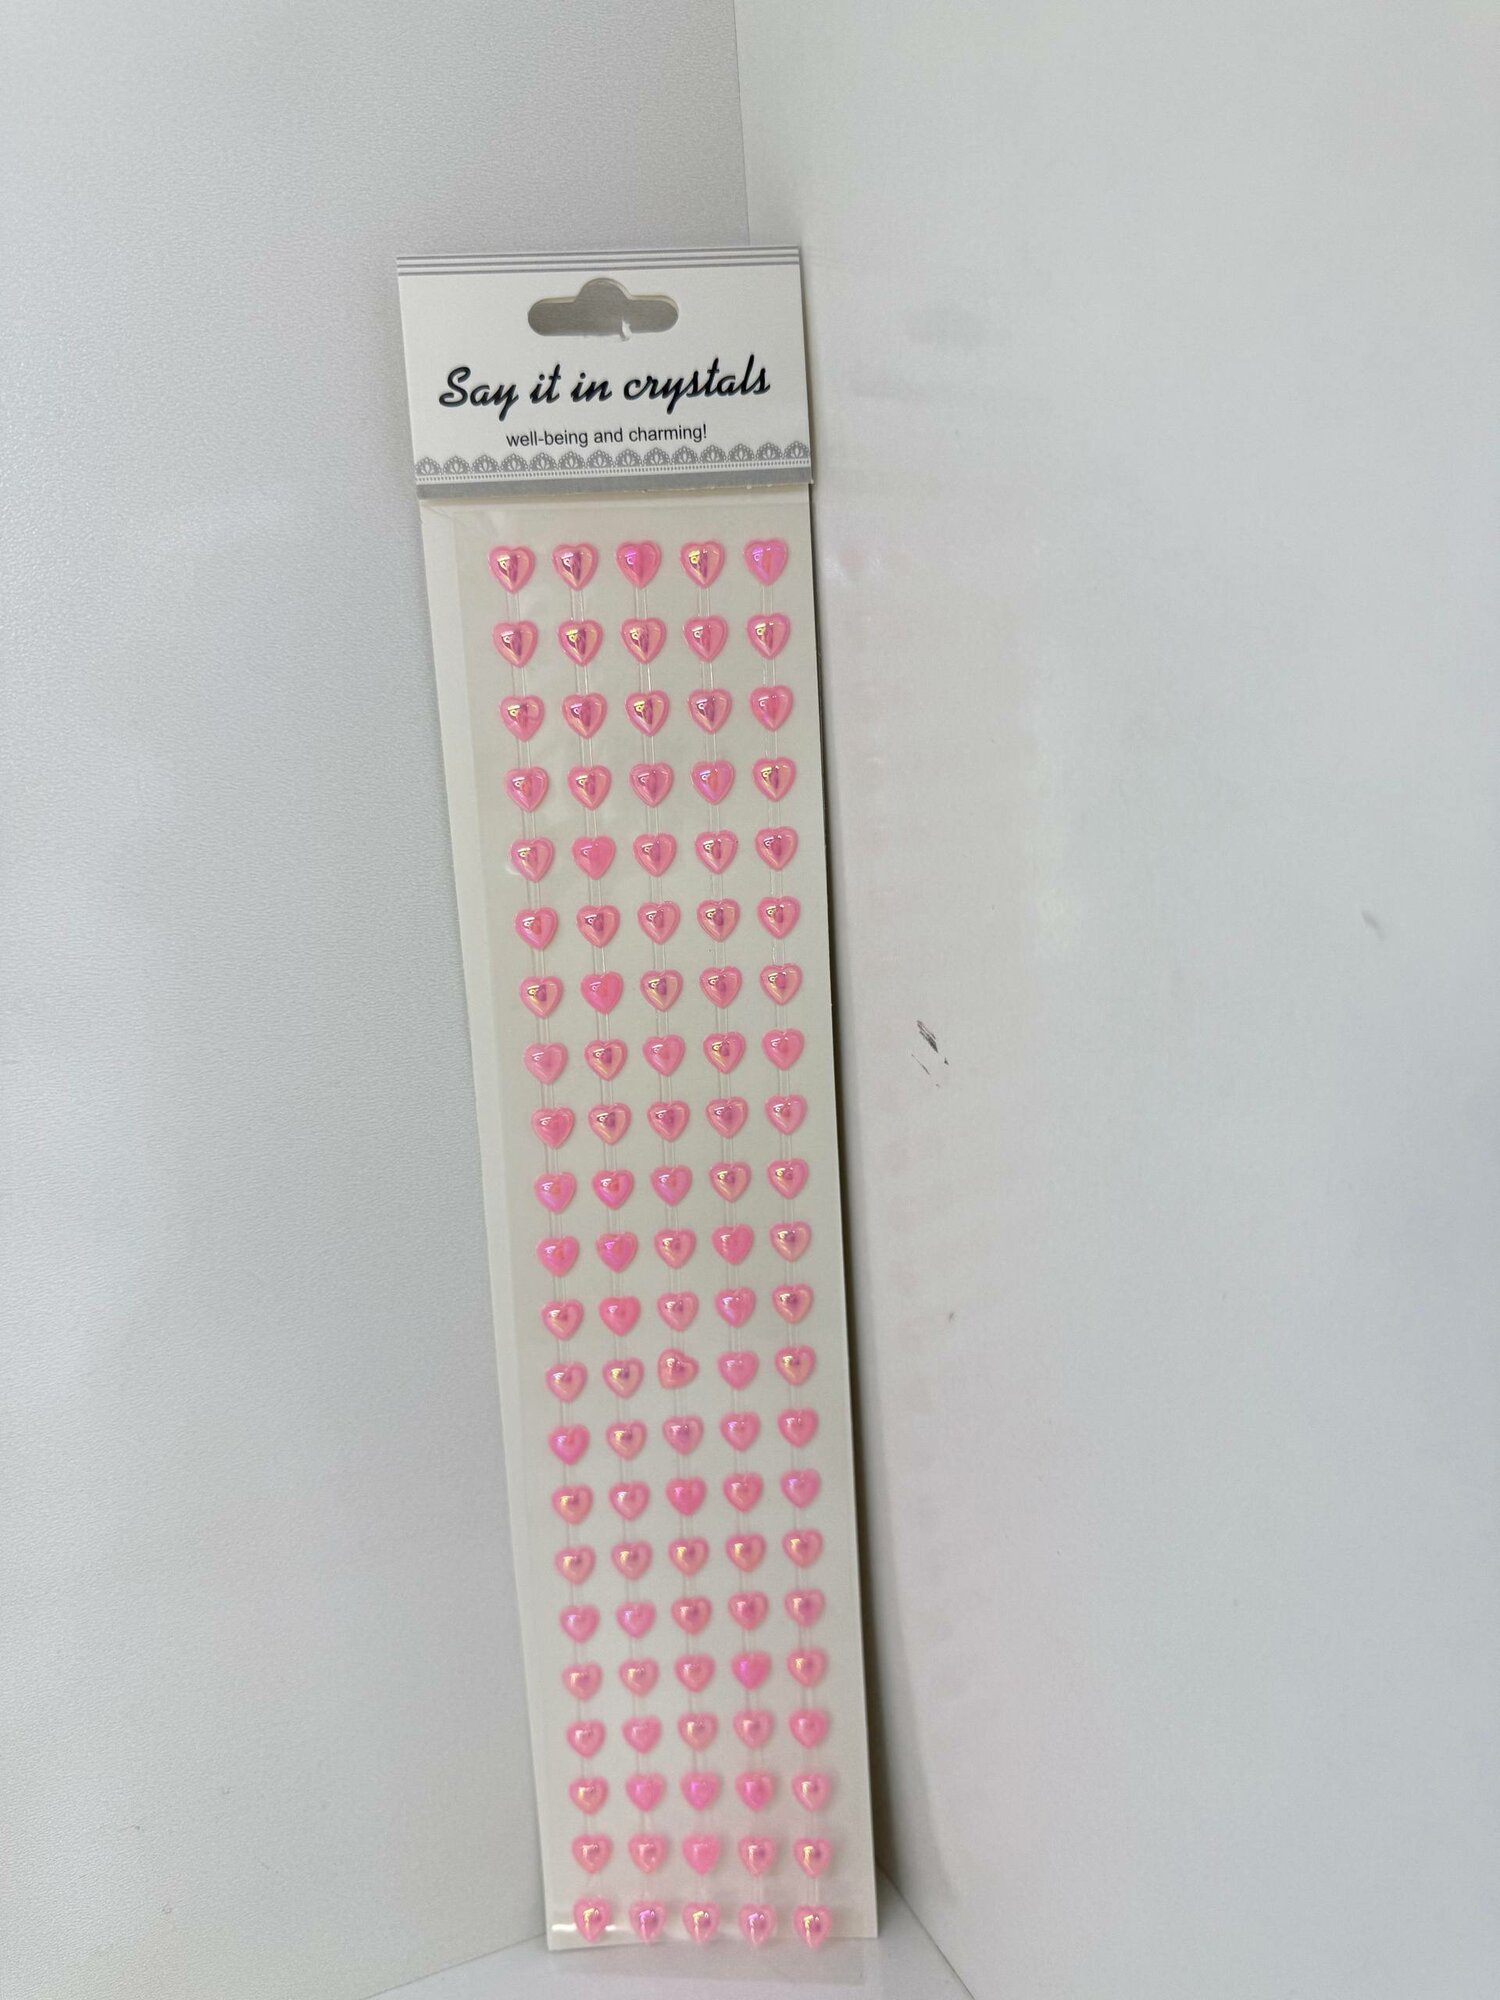 Say it in crystals
well-being and charming!